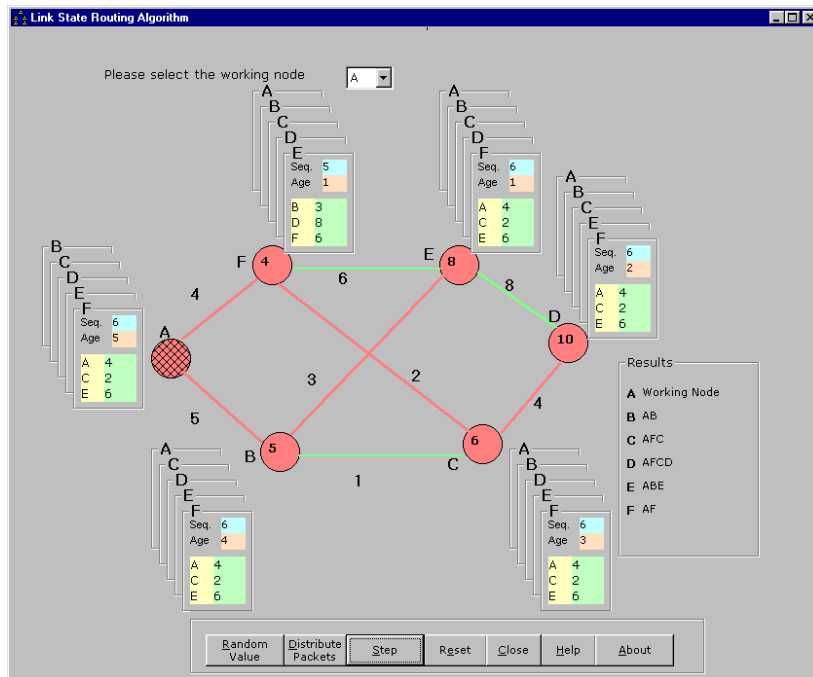 Link State Routing Algorithm
Please select the working node A
A
B
C
D
E
Seq. 5
Age 1
B 3
D 8
F 6
A
B
C
D
F
Seq. 6
Age 1
A 4
C 2
E 6
A
B
C
E
F
Seq. 6
Age 2
A 4
C 2
E 6
B
C
D
E
F
Seq. 6
Age 5
A 4
C 2
E 6
F 4
E 8
D 10
A
B 5
C 6
4
6
8
3
2
4
5
1
A
C
D
E
F
Seq. 6
Age 4
A 4
C 2
E 6
A
B
D
E
F
Seq. 6
Age 3
A 4
C 2
E 6
Results
A Working Node
B AB
C AFC
D AFCD
E ABE
F AF
Random Value
Distribute Packets
Step
Reset
Close
Help
About